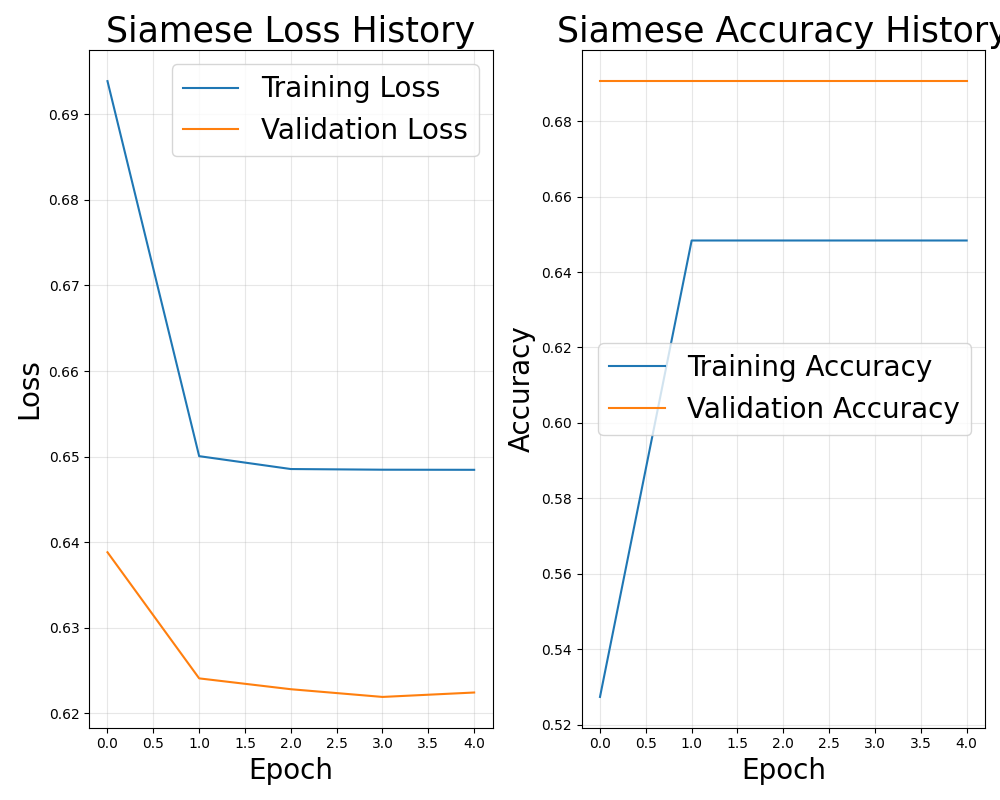 Siamese Loss History
Training Loss
Validation Loss
0.69
0.68
0.67
0.66
0.65
0.64
0.63
0.62
Loss
0.0 0.5 1.0 1.5 2.0 2.5 3.0 3.5 4.0
Epoch
Siamese Accuracy History
0.68
0.66
0.64
0.62
0.60
0.58
0.56
0.54
0.52
Accuracy
Training Accuracy
Validation Accuracy
0.0 0.5 1.0 1.5 2.0 2.5 3.0 3.5 4.0
Epoch